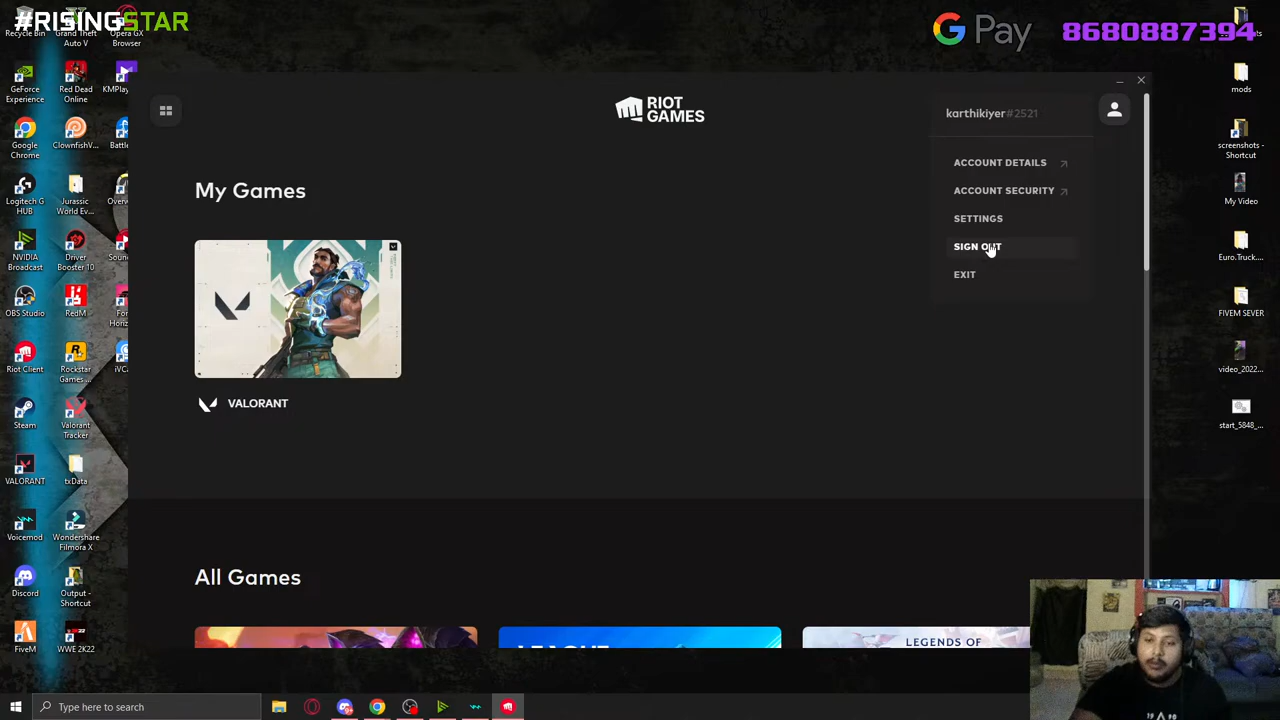 #RISINGSTAR
G Pay 8680887394
Recycle Bin
Grand Theft Auto V
Opera GX Browser
GeForce Experience
Red Dead Online
KMPlay...
Google Chrome
ClownfishV...
Battle...
Logitech G HUB
Jurassic World Ev...
NVIDIA Broadcast
Driver Booster 10
OBS Studio
RedM
Riot Client
Rockstar Games ...
Steam
Valorant Tracker
VALORANT
txData
Voicemod
Wondershare Filmora X
Discord
Output - Shortcut
FiveM
WWE 2K22
RIOT GAMES
karthikiyer#2521
ACCOUNT DETAILS
ACCOUNT SECURITY
SETTINGS
SIGN OUT
EXIT
My Games
VALORANT
All Games
LEGENDS OF
mods
screenshots - Shortcut
My Video
Euro.Truck....
FIVEM SEVER
video_2022...
start_5848_...
Type here to search